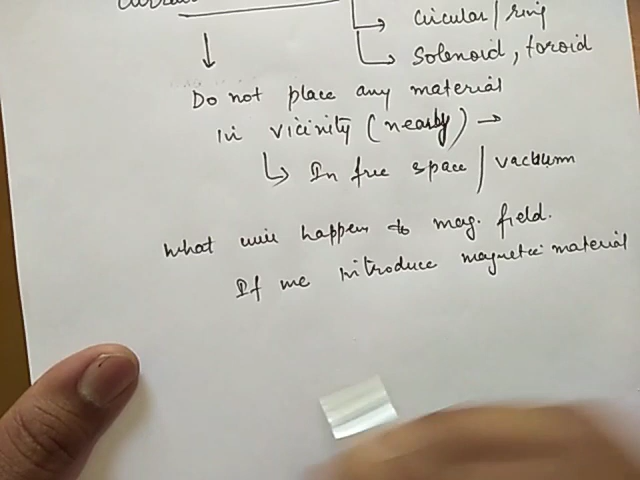 circular/ring
solenoid, toroid
Do not place any material
in vicinity (nearby) →
In free space/vacuum
What will happen to mag. field.
If we introduce magnetic material